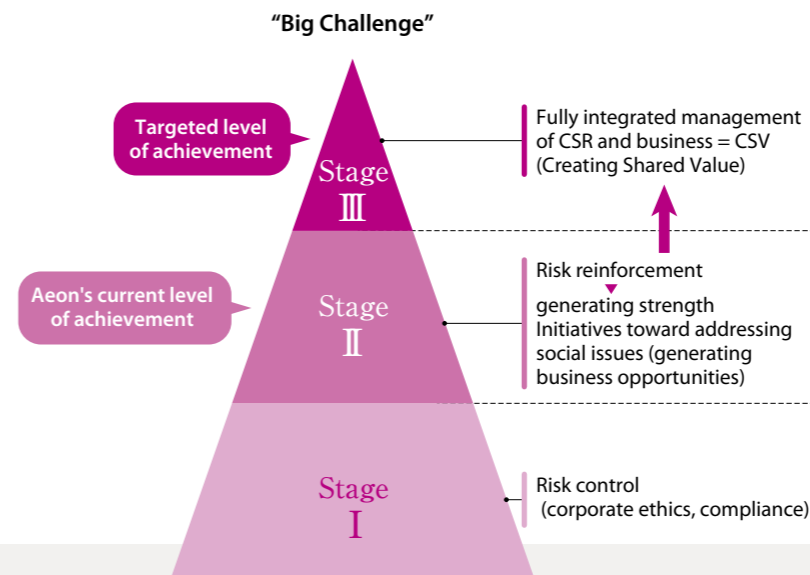 “Big Challenge”
Targeted level
of achievement
Stage
Ⅲ
Fully integrated management
of CSR and business = CSV
(Creating Shared Value)
Aeon's current level
of achievement
Stage
Ⅱ
Risk reinforcement
generating strength
Initiatives toward addressing
social issues (generating
business opportunities)
Stage
Ⅰ
Risk control
(corporate ethics, compliance)